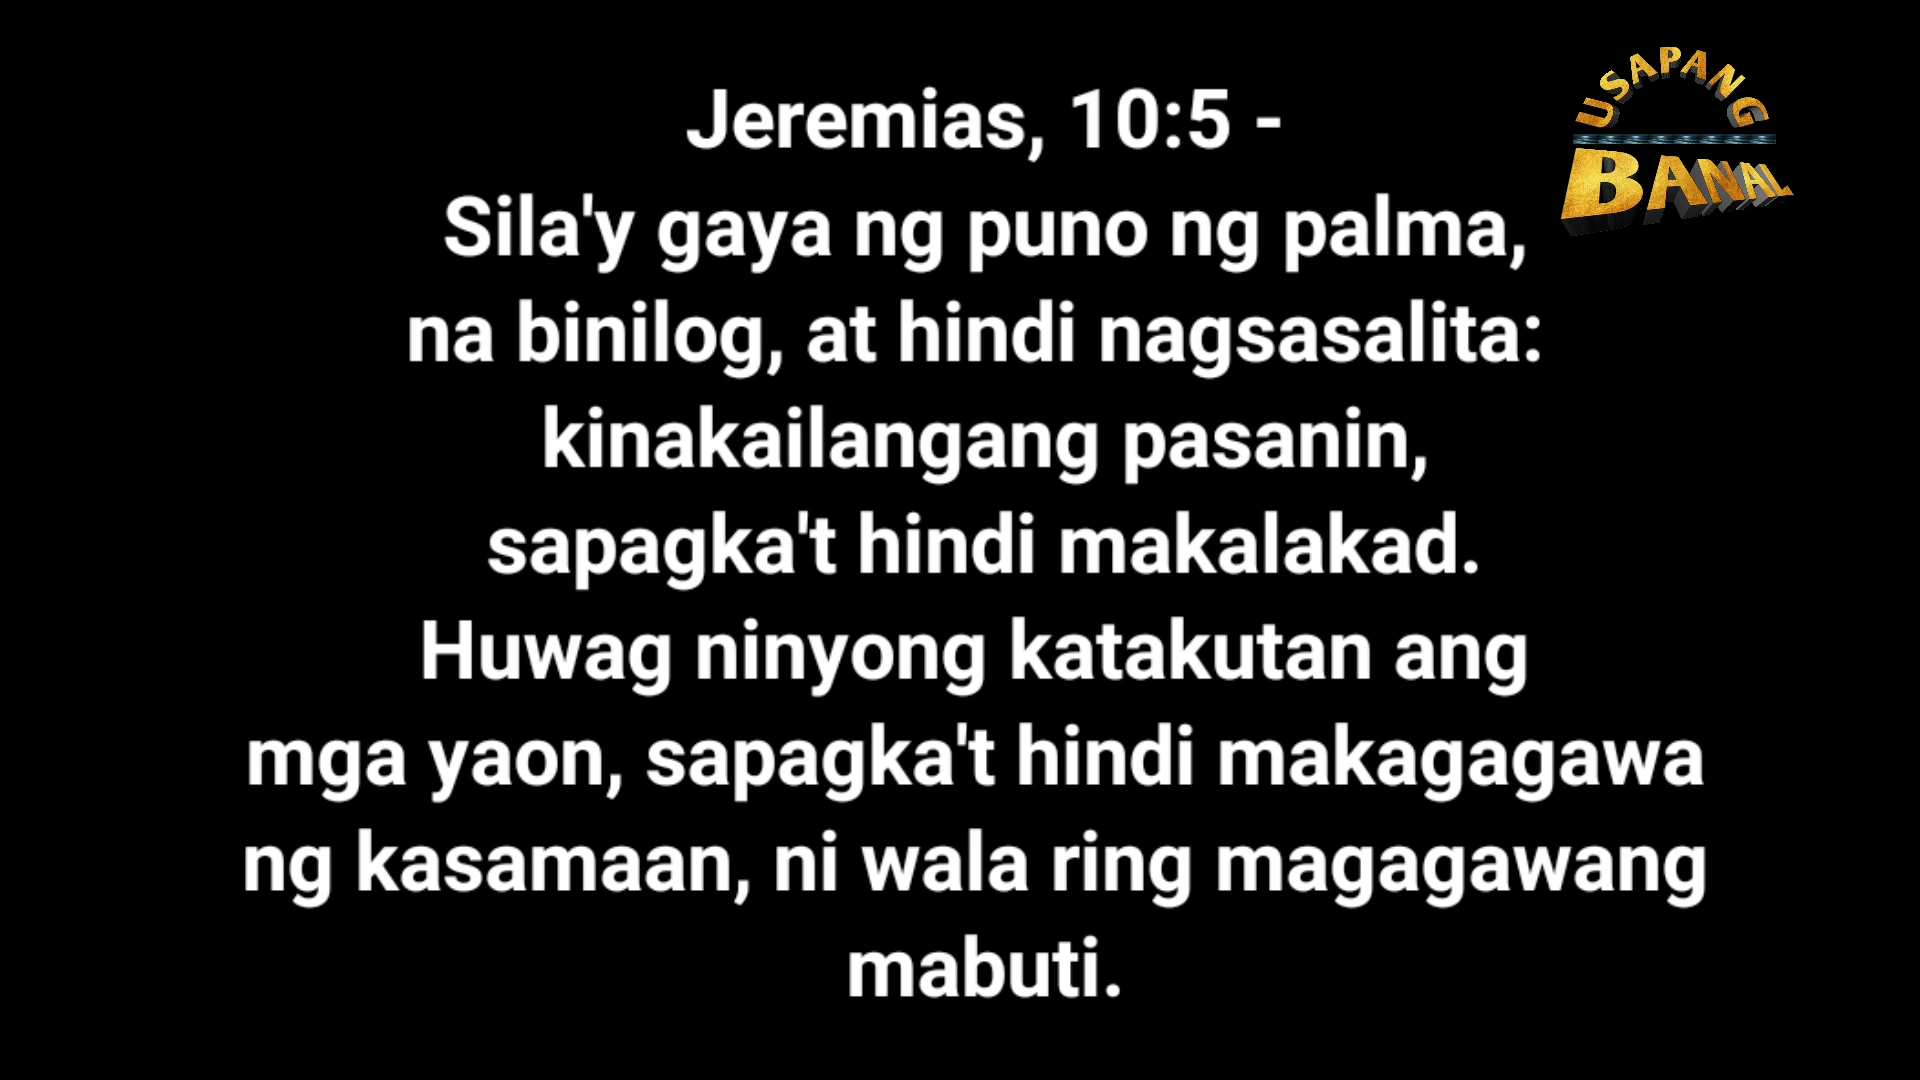 USAPANG
BANAL
Jeremias, 10:5 -
Sila'y gaya ng puno ng palma,
na binilog, at hindi nagsasalita:
kinakailangang pasanin,
sapagka't hindi makalakad.
Huwag ninyong katakutan ang
mga yaon, sapagka't hindi makagagawa
ng kasamaan, ni wala ring magagawang
mabuti.